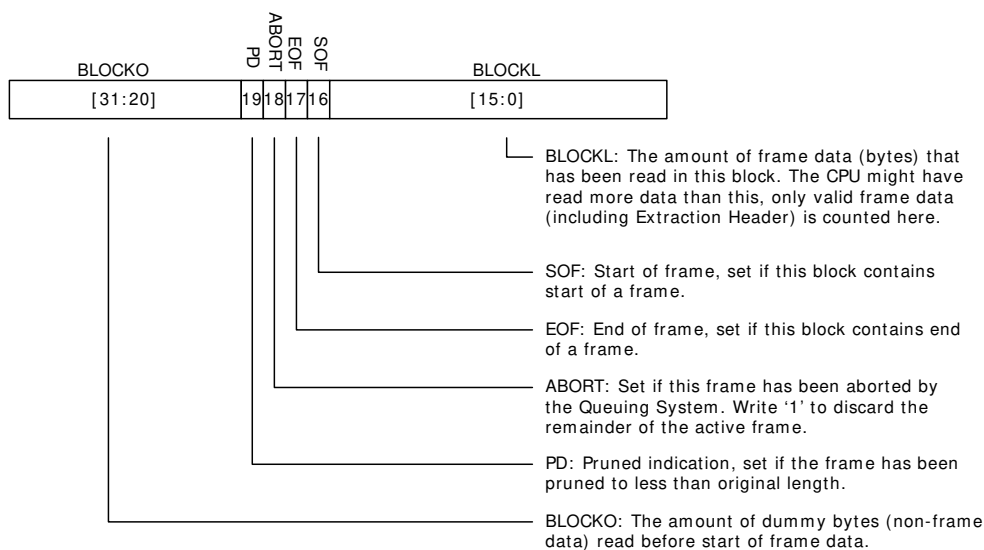 BLOCKO PD ABORT EOF SOF BLOCKL
[31:20] 19 18 17 16 [15:0]
BLOCKL: The amount of frame data (bytes) that
has been read in this block. The CPU might have
read more data than this, only valid frame data
(including Extraction Header) is counted here.
SOF: Start of frame, set if this block contains
start of a frame.
EOF: End of frame, set if this block contains end
of a frame.
ABORT: Set if this frame has been aborted by
the Queuing System. Write ‘1’ to discard the
remainder of the active frame.
PD: Pruned indication, set if the frame has been
pruned to less than original length.
BLOCKO: The amount of dummy bytes (non-frame
data) read before start of frame data.